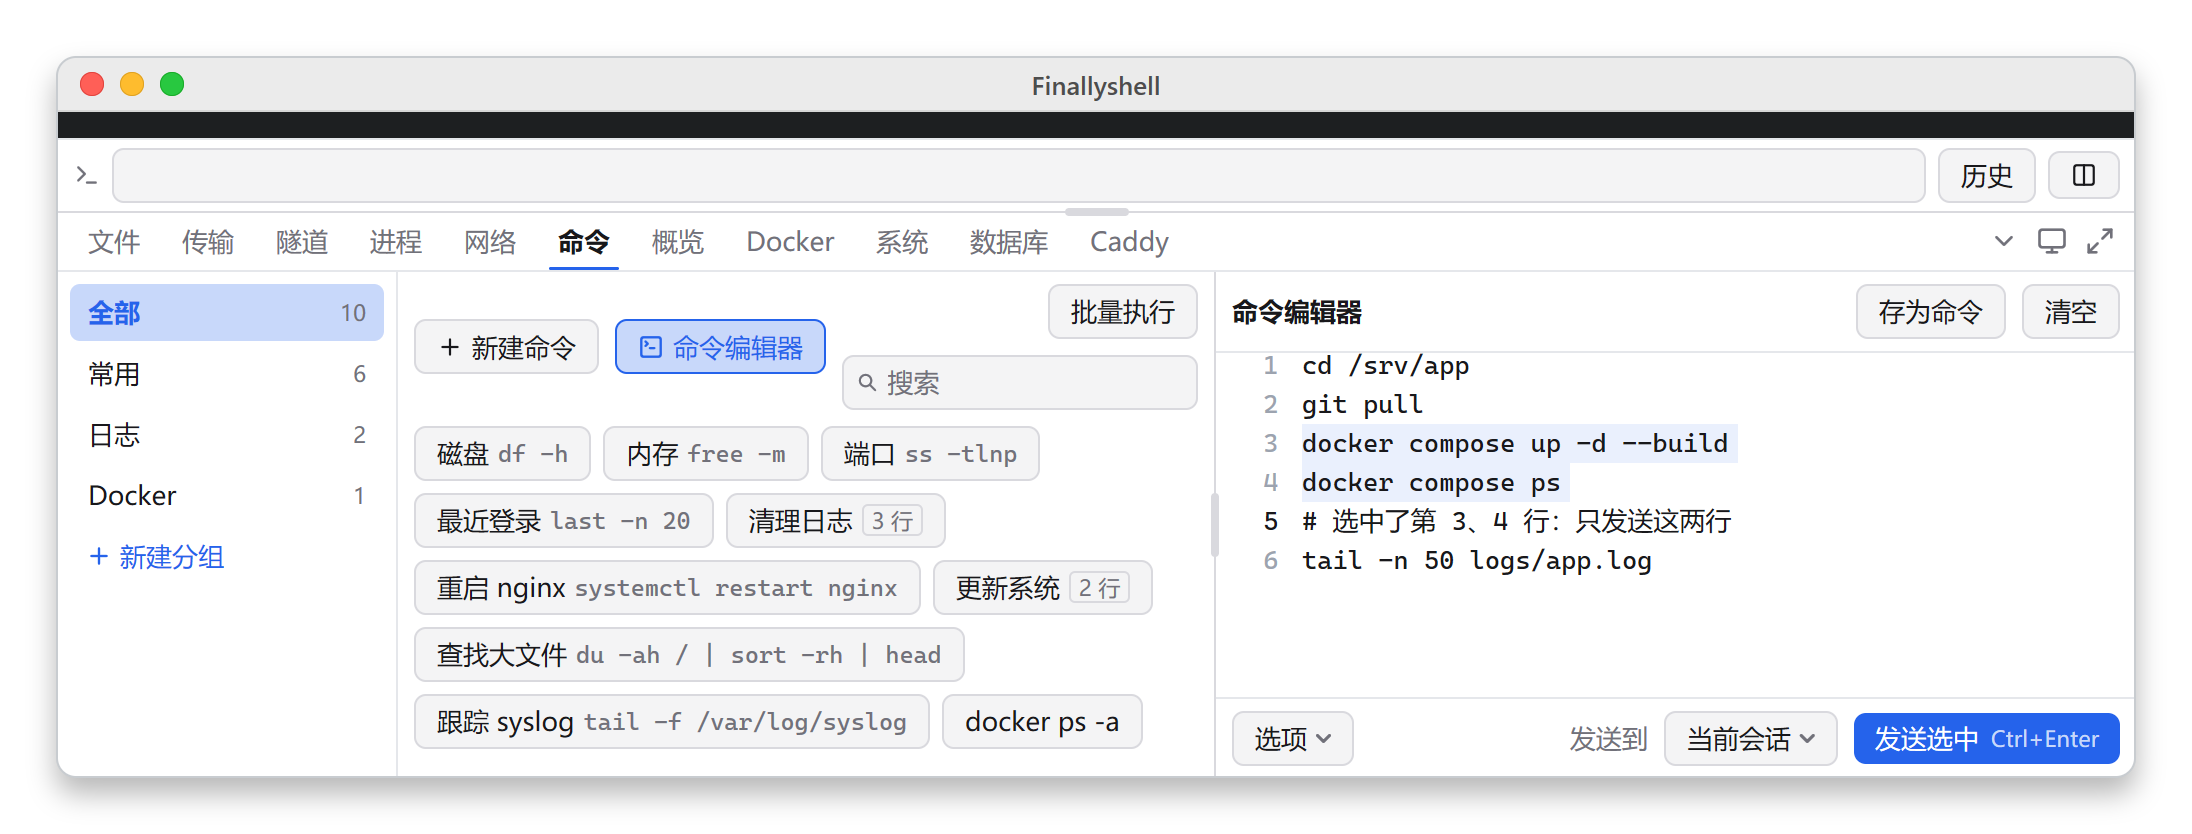 Finallyshell
历史
文件 传输 隧道 进程 网络 命令 概览 Docker 系统 数据库 Caddy
全部 10
常用 6
日志 2
Docker 1
+ 新建分组
+ 新建命令 命令编辑器 批量执行
搜索
磁盘 df -h 内存 free -m 端口 ss -tlnp
最近登录 last -n 20 清理日志 3 行
重启 nginx systemctl restart nginx 更新系统 2 行
查找大文件 du -ah / | sort -rh | head
跟踪 syslog tail -f /var/log/syslog docker ps -a
命令编辑器 存为命令 清空
1 cd /srv/app
2 git pull
3 docker compose up -d --build
4 docker compose ps
5 # 选中了第 3、4 行：只发送这两行
6 tail -n 50 logs/app.log
选项 发送到 当前会话 发送选中 Ctrl+Enter